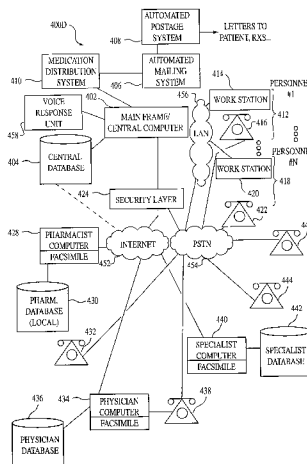 400D
AUTOMATED
POSTAGE
SYSTEM
408
LETTERS TO
PATIENT, RXS...
MEDICATION
DISTRIBUTION
SYSTEM
410
AUTOMATED
MAILING
SYSTEM
406
402
456
414
PERSONNEL
#1
VOICE
RESPONSE
UNIT
458
MAIN FRAME/
CENTRAL COMPUTER
LAN
WORK STATION
412
416
404
CENTRAL
DATABASE
PERSONNEL
#N
WORK STATION
418
420
424
SECURITY LAYER
422
428
PHARMACIST
COMPUTER
FACSIMILE
INTERNET
452
PSTN
454
444
PHARM.
DATABASE
(LOCAL)
430
432
440
442
SPECIALIST
COMPUTER
FACSIMILE
SPECIALIST
DATABASE
436
434
PHYSICIAN
COMPUTER
FACSIMILE
438
PHYSICIAN
DATABASE